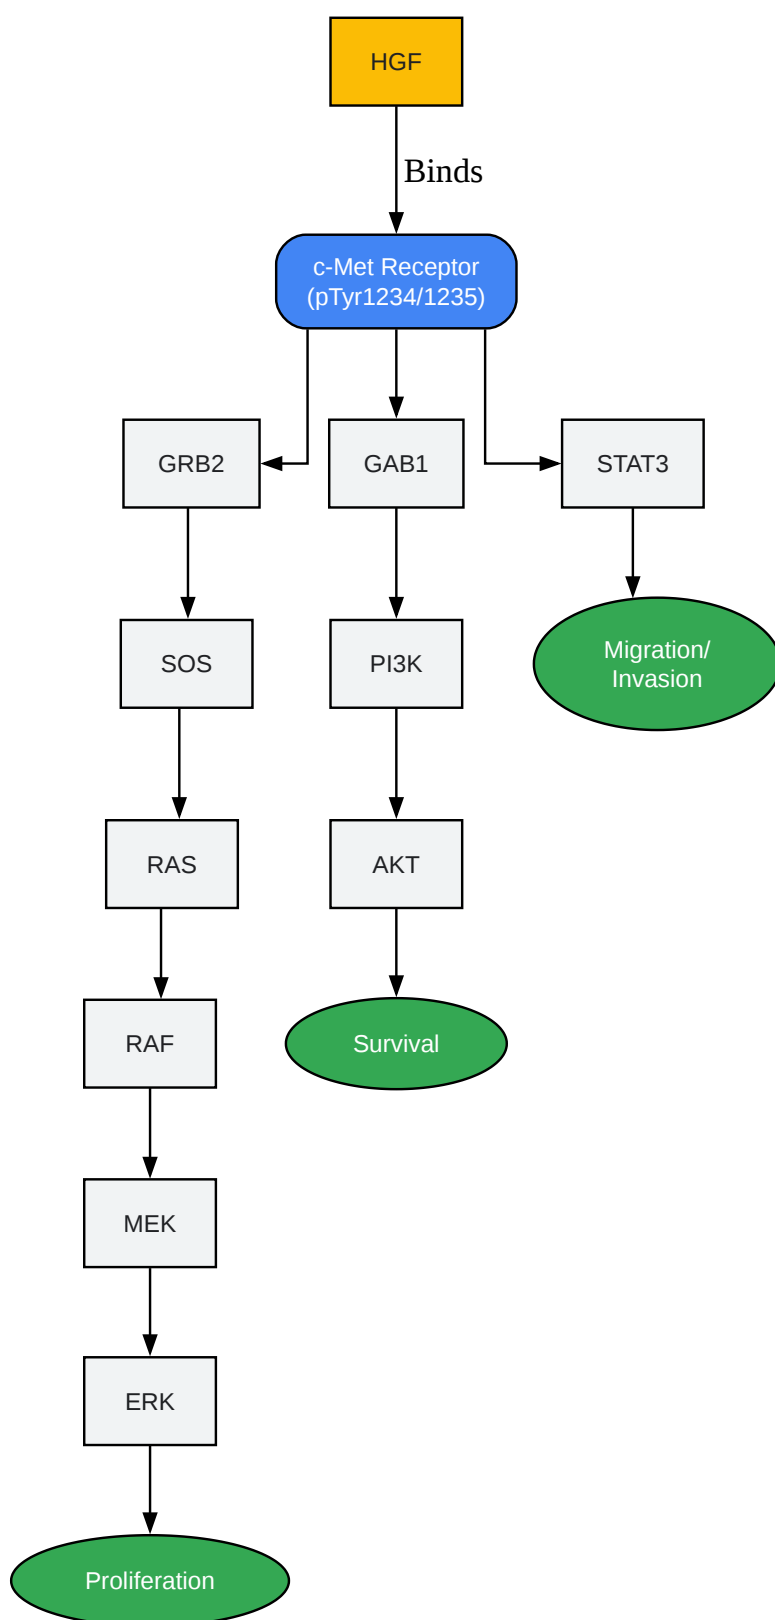 HGF
Binds
c-Met Receptor
(pTyr1234/1235)
GRB2
GAB1
STAT3
SOS
PI3K
Migration/
Invasion
RAS
AKT
RAF
Survival
MEK
ERK
Proliferation